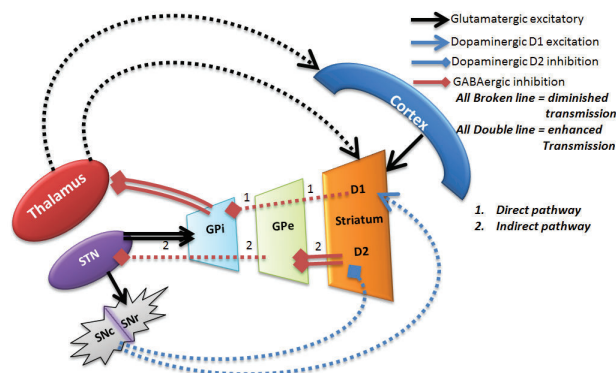 Glutamatergic excitatory
Dopaminergic D1 excitation
Dopaminergic D2 inhibition
GABAergic inhibition
All Broken line = diminished
transmission
All Double line = enhanced
Transmission
Cortex
Thalamus
1
1
D1
GPi
GPe
Striatum
STN
2
2
2
D2
1. Direct pathway
2. Indirect pathway
SNc
SNr